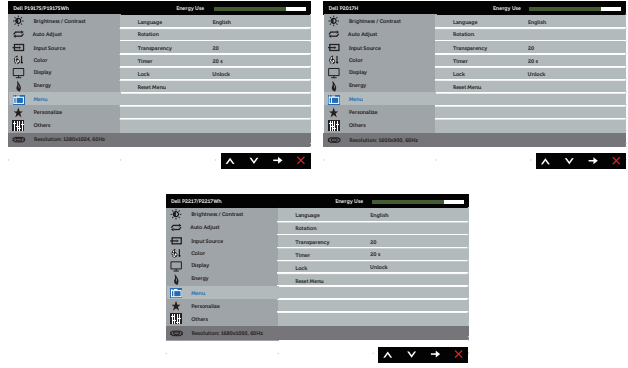 Dell P1917S/P1917SWh Energy Use
Brightness / Contrast Language English
Auto Adjust Rotation
Input Source Transparency 20
Color Timer 20 s
Display Lock Unlock
Energy Reset Menu
Menu
Personalize
Others
Resolution: 1280x1024, 60Hz
Dell P2017H Energy Use
Brightness / Contrast Language English
Auto Adjust Rotation
Input Source Transparency 20
Color Timer 20 s
Display Lock Unlock
Energy Reset Menu
Menu
Personalize
Others
Resolution: 1600x900, 60Hz
Dell P2217/P2217Wh Energy Use
Brightness / Contrast Language English
Auto Adjust Rotation
Input Source Transparency 20
Color Timer 20 s
Display Lock Unlock
Energy Reset Menu
Menu
Personalize
Others
Resolution: 1680x1050, 60Hz